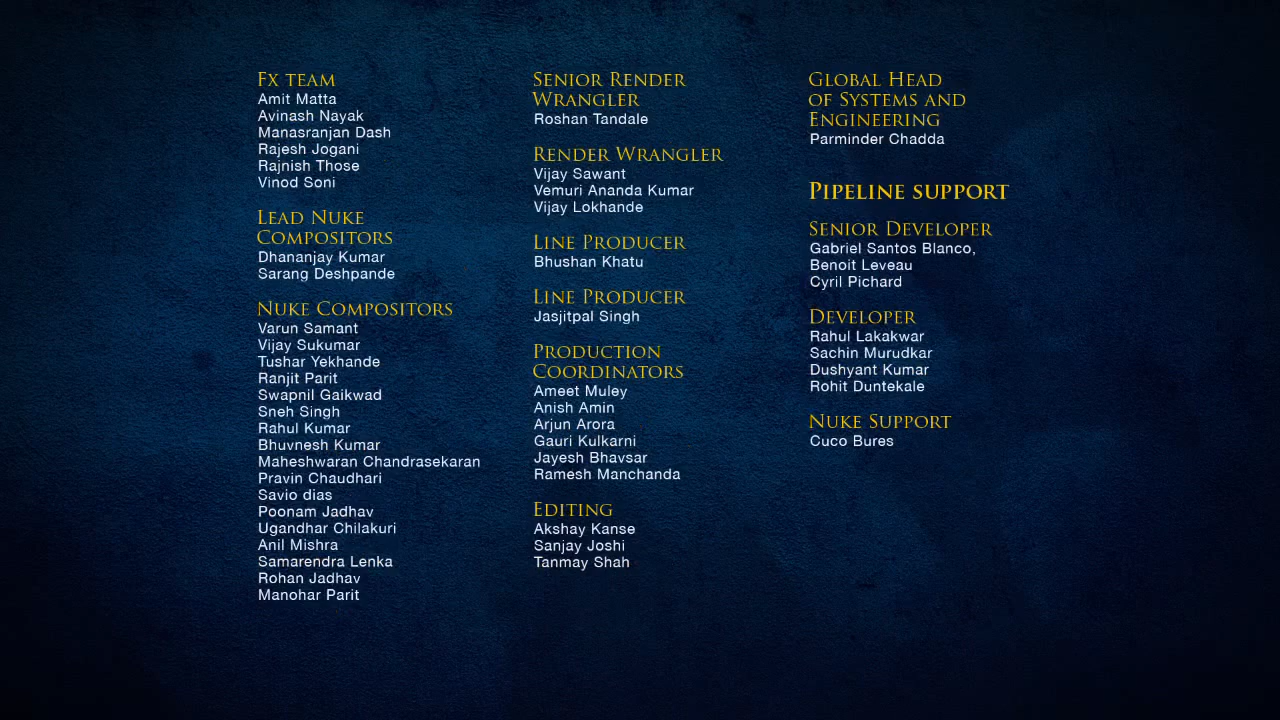 Fx team
Amit Matta
Avinash Nayak
Manasranjan Dash
Rajesh Jogani
Rajnish Those
Vinod Soni
Lead Nuke
Compositors
Dhananjay Kumar
Sarang Deshpande
Nuke Compositors
Varun Samant
Vijay Sukumar
Tushar Yekhande
Ranjit Parit
Swapnil Gaikwad
Sneh Singh
Rahul Kumar
Bhuvnesh Kumar
Maheshwaran Chandrasekaran
Pravin Chaudhari
Savio dias
Poonam Jadhav
Ugandhar Chilakuri
Anil Mishra
Samarendra Lenka
Rohan Jadhav
Manohar Parit
Senior Render
Wrangler
Roshan Tandale
Render Wrangler
Vijay Sawant
Vemuri Ananda Kumar
Vijay Lokhande
Line Producer
Bhushan Khatu
Line Producer
Jasjitpal Singh
Production
Coordinators
Ameet Muley
Anish Amin
Arjun Arora
Gauri Kulkarni
Jayesh Bhavsar
Ramesh Manchanda
Editing
Akshay Kanse
Sanjay Joshi
Tanmay Shah
Global Head
of Systems and
Engineering
Parminder Chadda
Pipeline support
Senior Developer
Gabriel Santos Blanco,
Benoit Leveau
Cyril Pichard
Developer
Rahul Lakakwar
Sachin Murudkar
Dushyant Kumar
Rohit Duntekale
Nuke Support
Cuco Bures